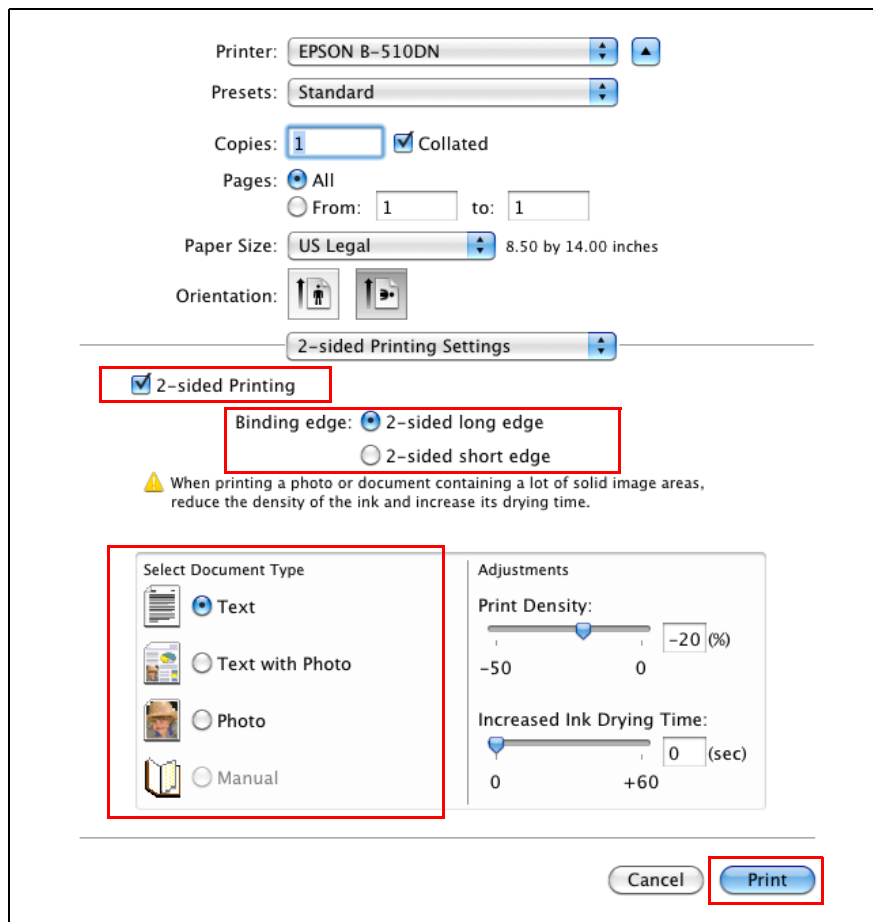 Printer: EPSON B-510DN
Presets: Standard
Copies: 1 Collated
Pages: All
From: 1 to: 1
Paper Size: US Legal 8.50 by 14.00 inches
Orientation:
2-sided Printing Settings
2-sided Printing
Binding edge: 2-sided long edge
2-sided short edge
When printing a photo or document containing a lot of solid image areas,
reduce the density of the ink and increase its drying time.
Select Document Type
Text
Text with Photo
Photo
Manual
Adjustments
Print Density:
-20 (%)
-50 0
Increased Ink Drying Time:
0 (sec)
0 +60
Cancel Print